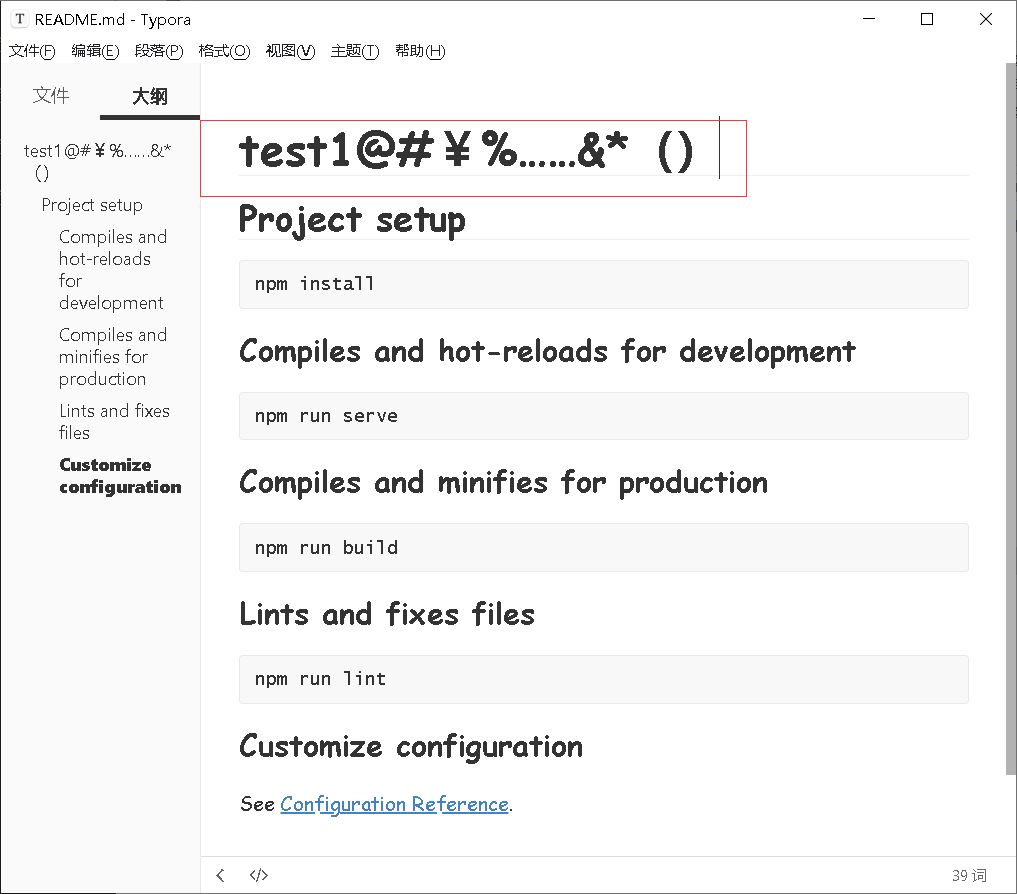 README.md - Typora
文件(F) 编辑(E) 段落(P) 格式(O) 视图(V) 主题(T) 帮助(H)
文件 大纲
test1@#￥%……&*
()
Project setup
Compiles and
hot-reloads
for
development
Compiles and
minifies for
production
Lints and fixes
files
Customize
configuration
test1@#￥%……&* ()
Project setup
npm install
Compiles and hot-reloads for development
npm run serve
Compiles and minifies for production
npm run build
Lints and fixes files
npm run lint
Customize configuration
See Configuration Reference.
39 词